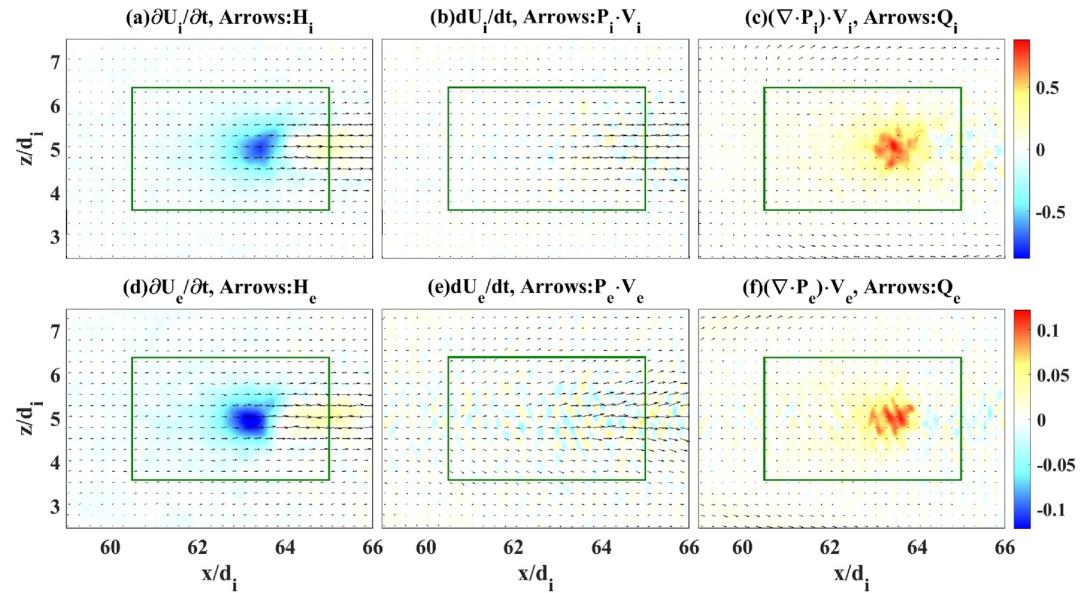 (a)∂U_i/∂t, Arrows:H_i
(b)dU_i/dt, Arrows:P_i·V_i
(c)(∇·P_i)·V_i, Arrows:Q_i
7
6
5
4
3
z/d_i
0.5
0
-0.5
(d)∂U_e/∂t, Arrows:H_e
(e)dU_e/dt, Arrows:P_e·V_e
(f)(∇·P_e)·V_e, Arrows:Q_e
7
6
5
4
3
z/d_i
0.1
0.05
0
-0.05
-0.1
60 62 64 66
60 62 64 66
60 62 64 66
x/d_i
x/d_i
x/d_i